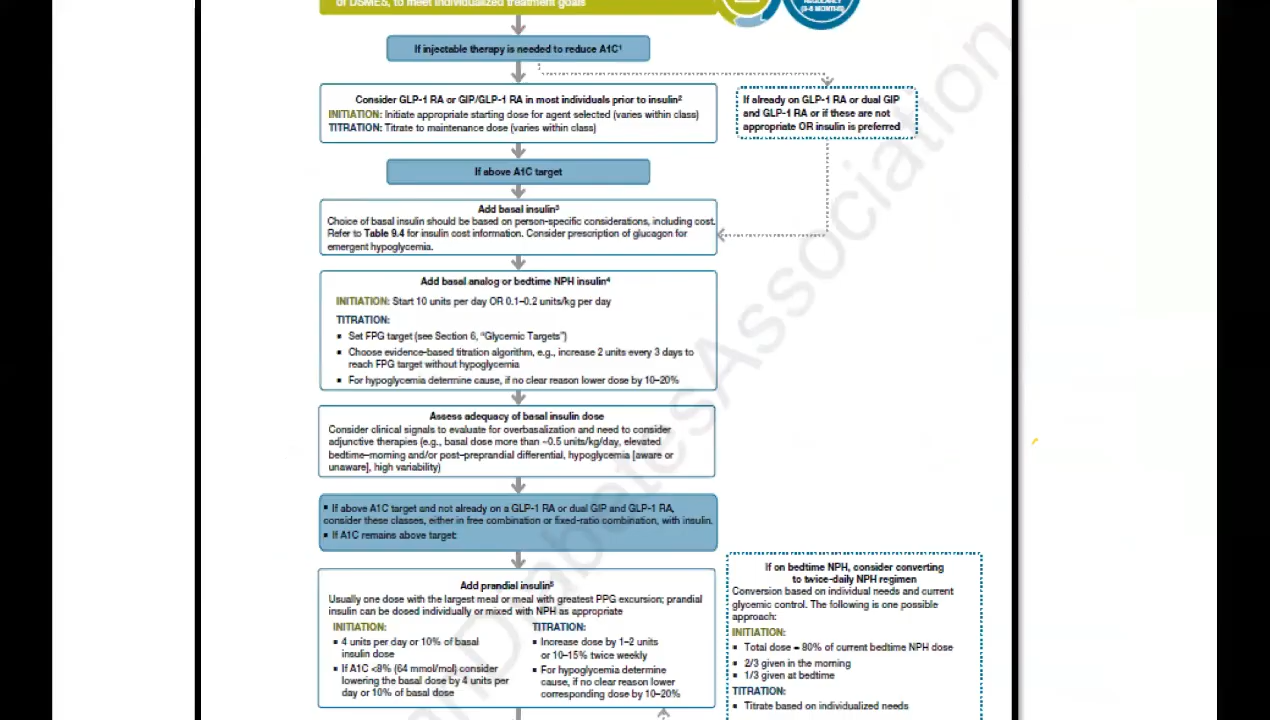 of DSMES, to meet individualized treatment goals
(3-6 MONTHS)
If injectable therapy is needed to reduce A1C¹
Consider GLP-1 RA or GIP/GLP-1 RA in most individuals prior to insulin²
INITIATION: Initiate appropriate starting dose for agent selected (varies within class)
TITRATION: Titrate to maintenance dose (varies within class)
If already on GLP-1 RA or dual GIP
and GLP-1 RA or if these are not
appropriate OR insulin is preferred
If above A1C target
Add basal insulin³
Choice of basal insulin should be based on person-specific considerations, including cost.
Refer to Table 9.4 for insulin cost information. Consider prescription of glucagon for
emergent hypoglycemia.
Add basal analog or bedtime NPH insulin⁴
INITIATION: Start 10 units per day OR 0.1–0.2 units/kg per day
TITRATION:
▪ Set FPG target (see Section 6, “Glycemic Targets”)
▪ Choose evidence-based titration algorithm, e.g., increase 2 units every 3 days to
reach FPG target without hypoglycemia
▪ For hypoglycemia determine cause, if no clear reason lower dose by 10–20%
Assess adequacy of basal insulin dose
Consider clinical signals to evaluate for overbasalization and need to consider
adjunctive therapies (e.g., basal dose more than ~0.5 units/kg/day, elevated
bedtime–morning and/or post–preprandial differential, hypoglycemia [aware or
unaware], high variability)
▪ If above A1C target and not already on a GLP-1 RA or dual GIP and GLP-1 RA,
consider these classes, either in free combination or fixed-ratio combination, with insulin.
▪ If A1C remains above target:
Add prandial insulin⁵
Usually one dose with the largest meal or meal with greatest PPG excursion; prandial
insulin can be dosed individually or mixed with NPH as appropriate
INITIATION:
▪ 4 units per day or 10% of basal
insulin dose
▪ If A1C <8% (64 mmol/mol) consider
lowering the basal dose by 4 units per
day or 10% of basal dose
TITRATION:
▪ Increase dose by 1–2 units
or 10–15% twice weekly
▪ For hypoglycemia determine
cause, if no clear reason lower
corresponding dose by 10–20%
If on bedtime NPH, consider converting
to twice-daily NPH regimen
Conversion based on individual needs and current
glycemic control. The following is one possible
approach:
INITIATION:
▪ Total dose = 80% of current bedtime NPH dose
▪ 2/3 given in the morning
▪ 1/3 given at bedtime
TITRATION:
▪ Titrate based on individualized needs
Diabetes Association